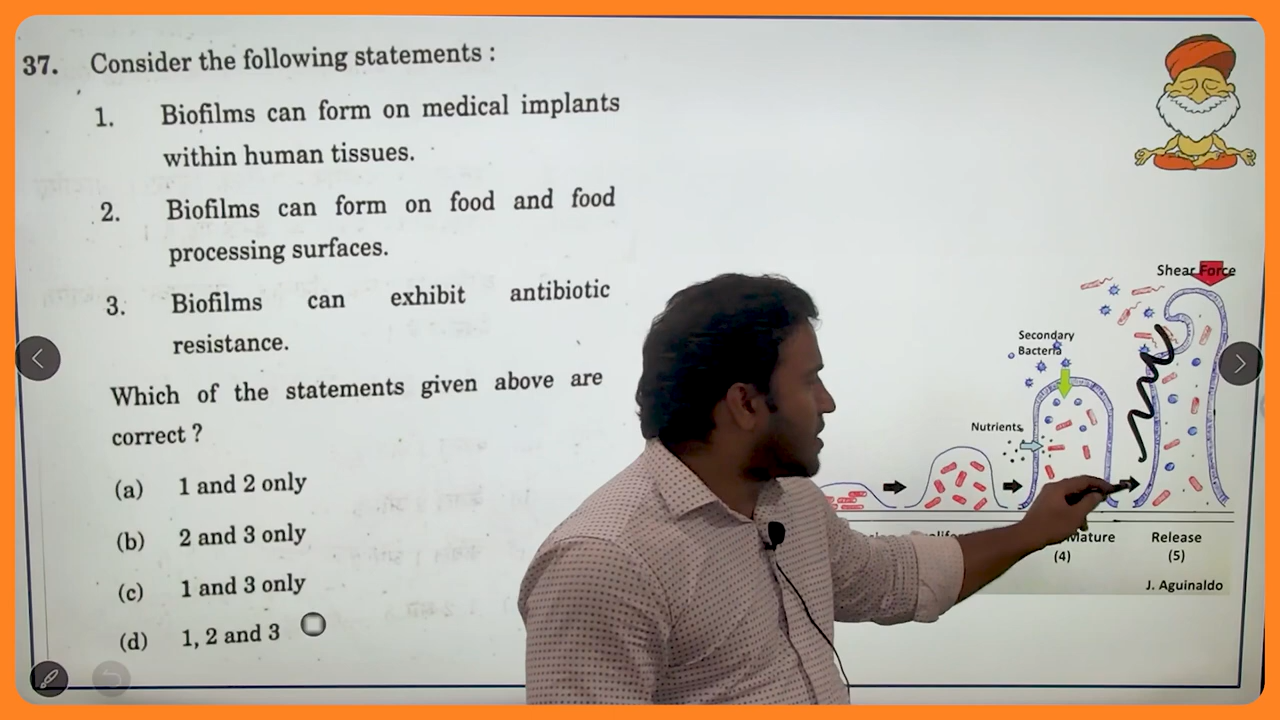 37. Consider the following statements :
1. Biofilms can form on medical implants
within human tissues.
2. Biofilms can form on food and food
processing surfaces.
3. Biofilms can exhibit antibiotic
resistance.
Which of the statements given above are
correct ?
(a) 1 and 2 only
(b) 2 and 3 only
(c) 1 and 3 only
(d) 1, 2 and 3
Shear Force
Secondary
Bacteria
Nutrients
Mature
(4)
Release
(5)
J. Aguinaldo